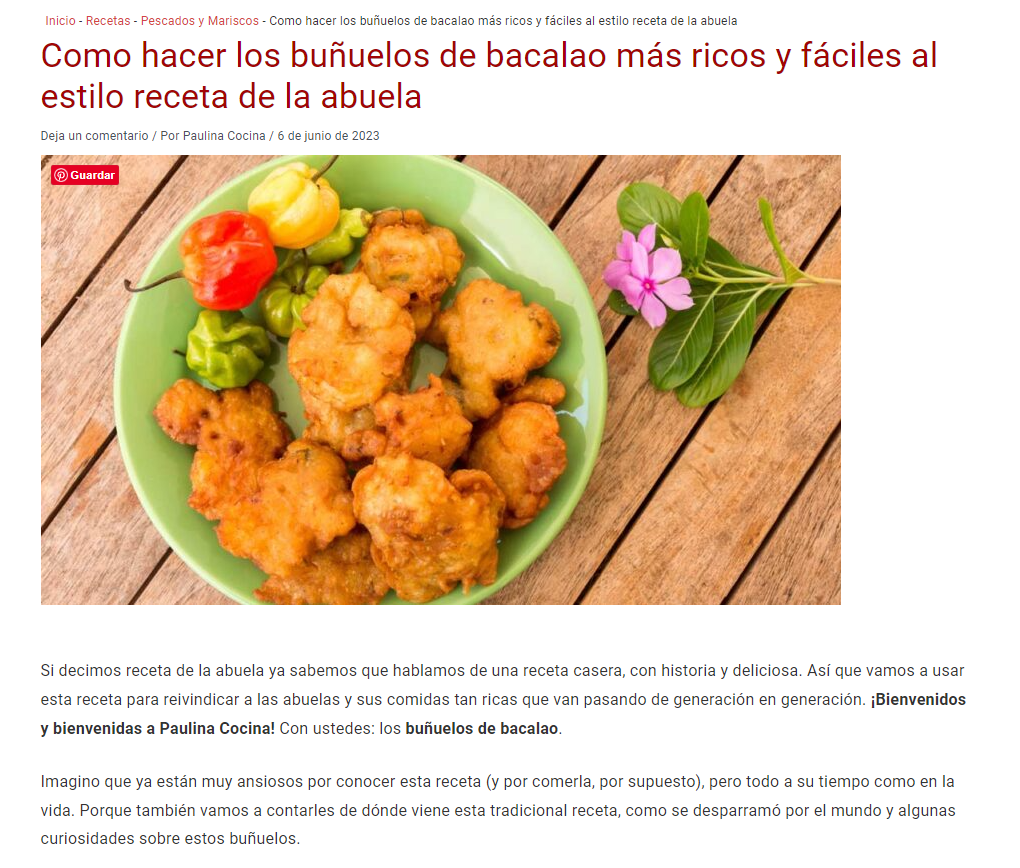 Inicio - Recetas - Pescados y Mariscos - Como hacer los buñuelos de bacalao más ricos y fáciles al estilo receta de la abuela
Como hacer los buñuelos de bacalao más ricos y fáciles al
estilo receta de la abuela
Deja un comentario / Por Paulina Cocina / 6 de junio de 2023
Guardar
Si decimos receta de la abuela ya sabemos que hablamos de una receta casera, con historia y deliciosa. Así que vamos a usar
esta receta para reivindicar a las abuelas y sus comidas tan ricas que van pasando de generación en generación. ¡Bienvenidos
y bienvenidas a Paulina Cocina! Con ustedes: los buñuelos de bacalao.
Imagino que ya están muy ansiosos por conocer esta receta (y por comerla, por supuesto), pero todo a su tiempo como en la
vida. Porque también vamos a contarles de dónde viene esta tradicional receta, como se desparramó por el mundo y algunas
curiosidades sobre estos buñuelos.